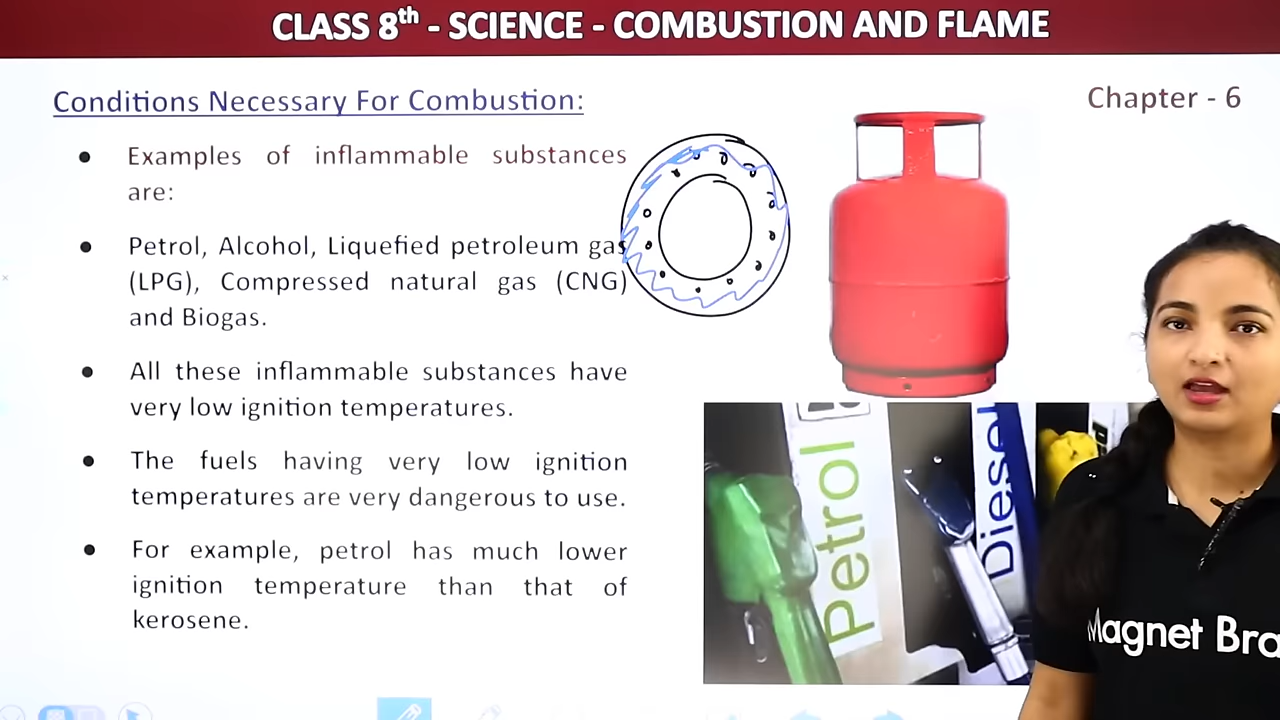 CLASS 8th - SCIENCE - COMBUSTION AND FLAME
Conditions Necessary For Combustion:
Chapter - 6
• Examples of inflammable substances
are:
• Petrol, Alcohol, Liquefied petroleum gas
(LPG), Compressed natural gas (CNG)
and Biogas.
• All these inflammable substances have
very low ignition temperatures.
• The fuels having very low ignition
temperatures are very dangerous to use.
• For example, petrol has much lower
ignition temperature than that of
kerosene.
Petrol
Diesel
Magnet Bra